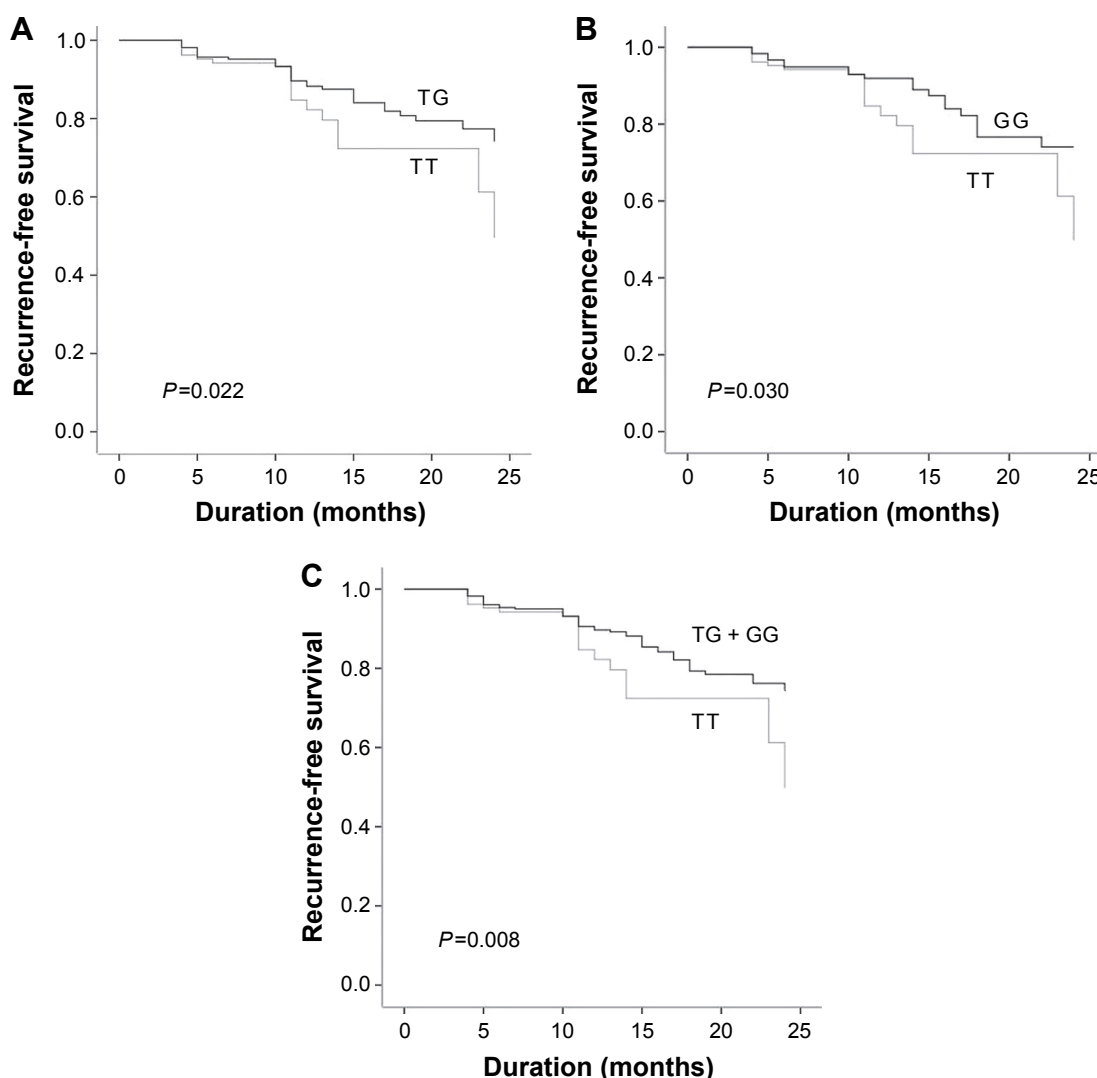 A
Recurrence-free survival
1.0
0.8
0.6
0.4
0.2
0.0
TG
TT
P=0.022
0 5 10 15 20 25
Duration (months)
B
Recurrence-free survival
1.0
0.8
0.6
0.4
0.2
0.0
GG
TT
P=0.030
0 5 10 15 20 25
Duration (months)
C
Recurrence-free survival
1.0
0.8
0.6
0.4
0.2
0.0
TG + GG
TT
P=0.008
0 5 10 15 20 25
Duration (months)